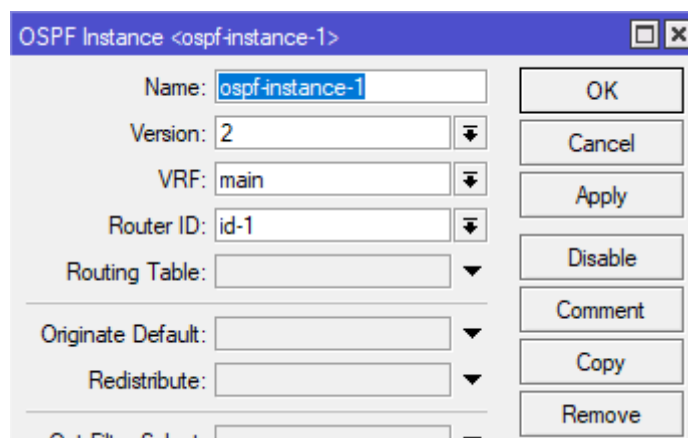 OSPF Instance <ospf-instance-1>
Name: ospf-instance-1
OK
Version: 2
Cancel
VRF: main
Apply
Router ID: id-1
Routing Table:
Disable
Comment
Originate Default:
Copy
Redistribute:
Remove